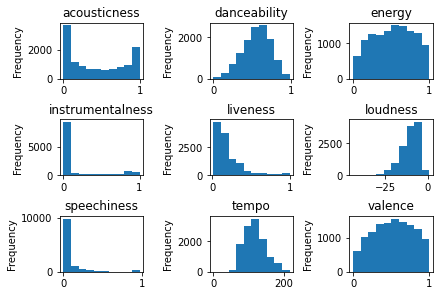 acousticness danceability energy
Frequency 2000 0 0 1 Frequency 2000 0 0 1 Frequency 1000 0 0 1
instrumentalness liveness loudness
Frequency 5000 0 0 1 Frequency 2500 0 0 1 Frequency 2500 0 −25 0
speechiness tempo valence
Frequency 10000 0 0 1 Frequency 2000 0 0 200 Frequency 1000 0 0 1